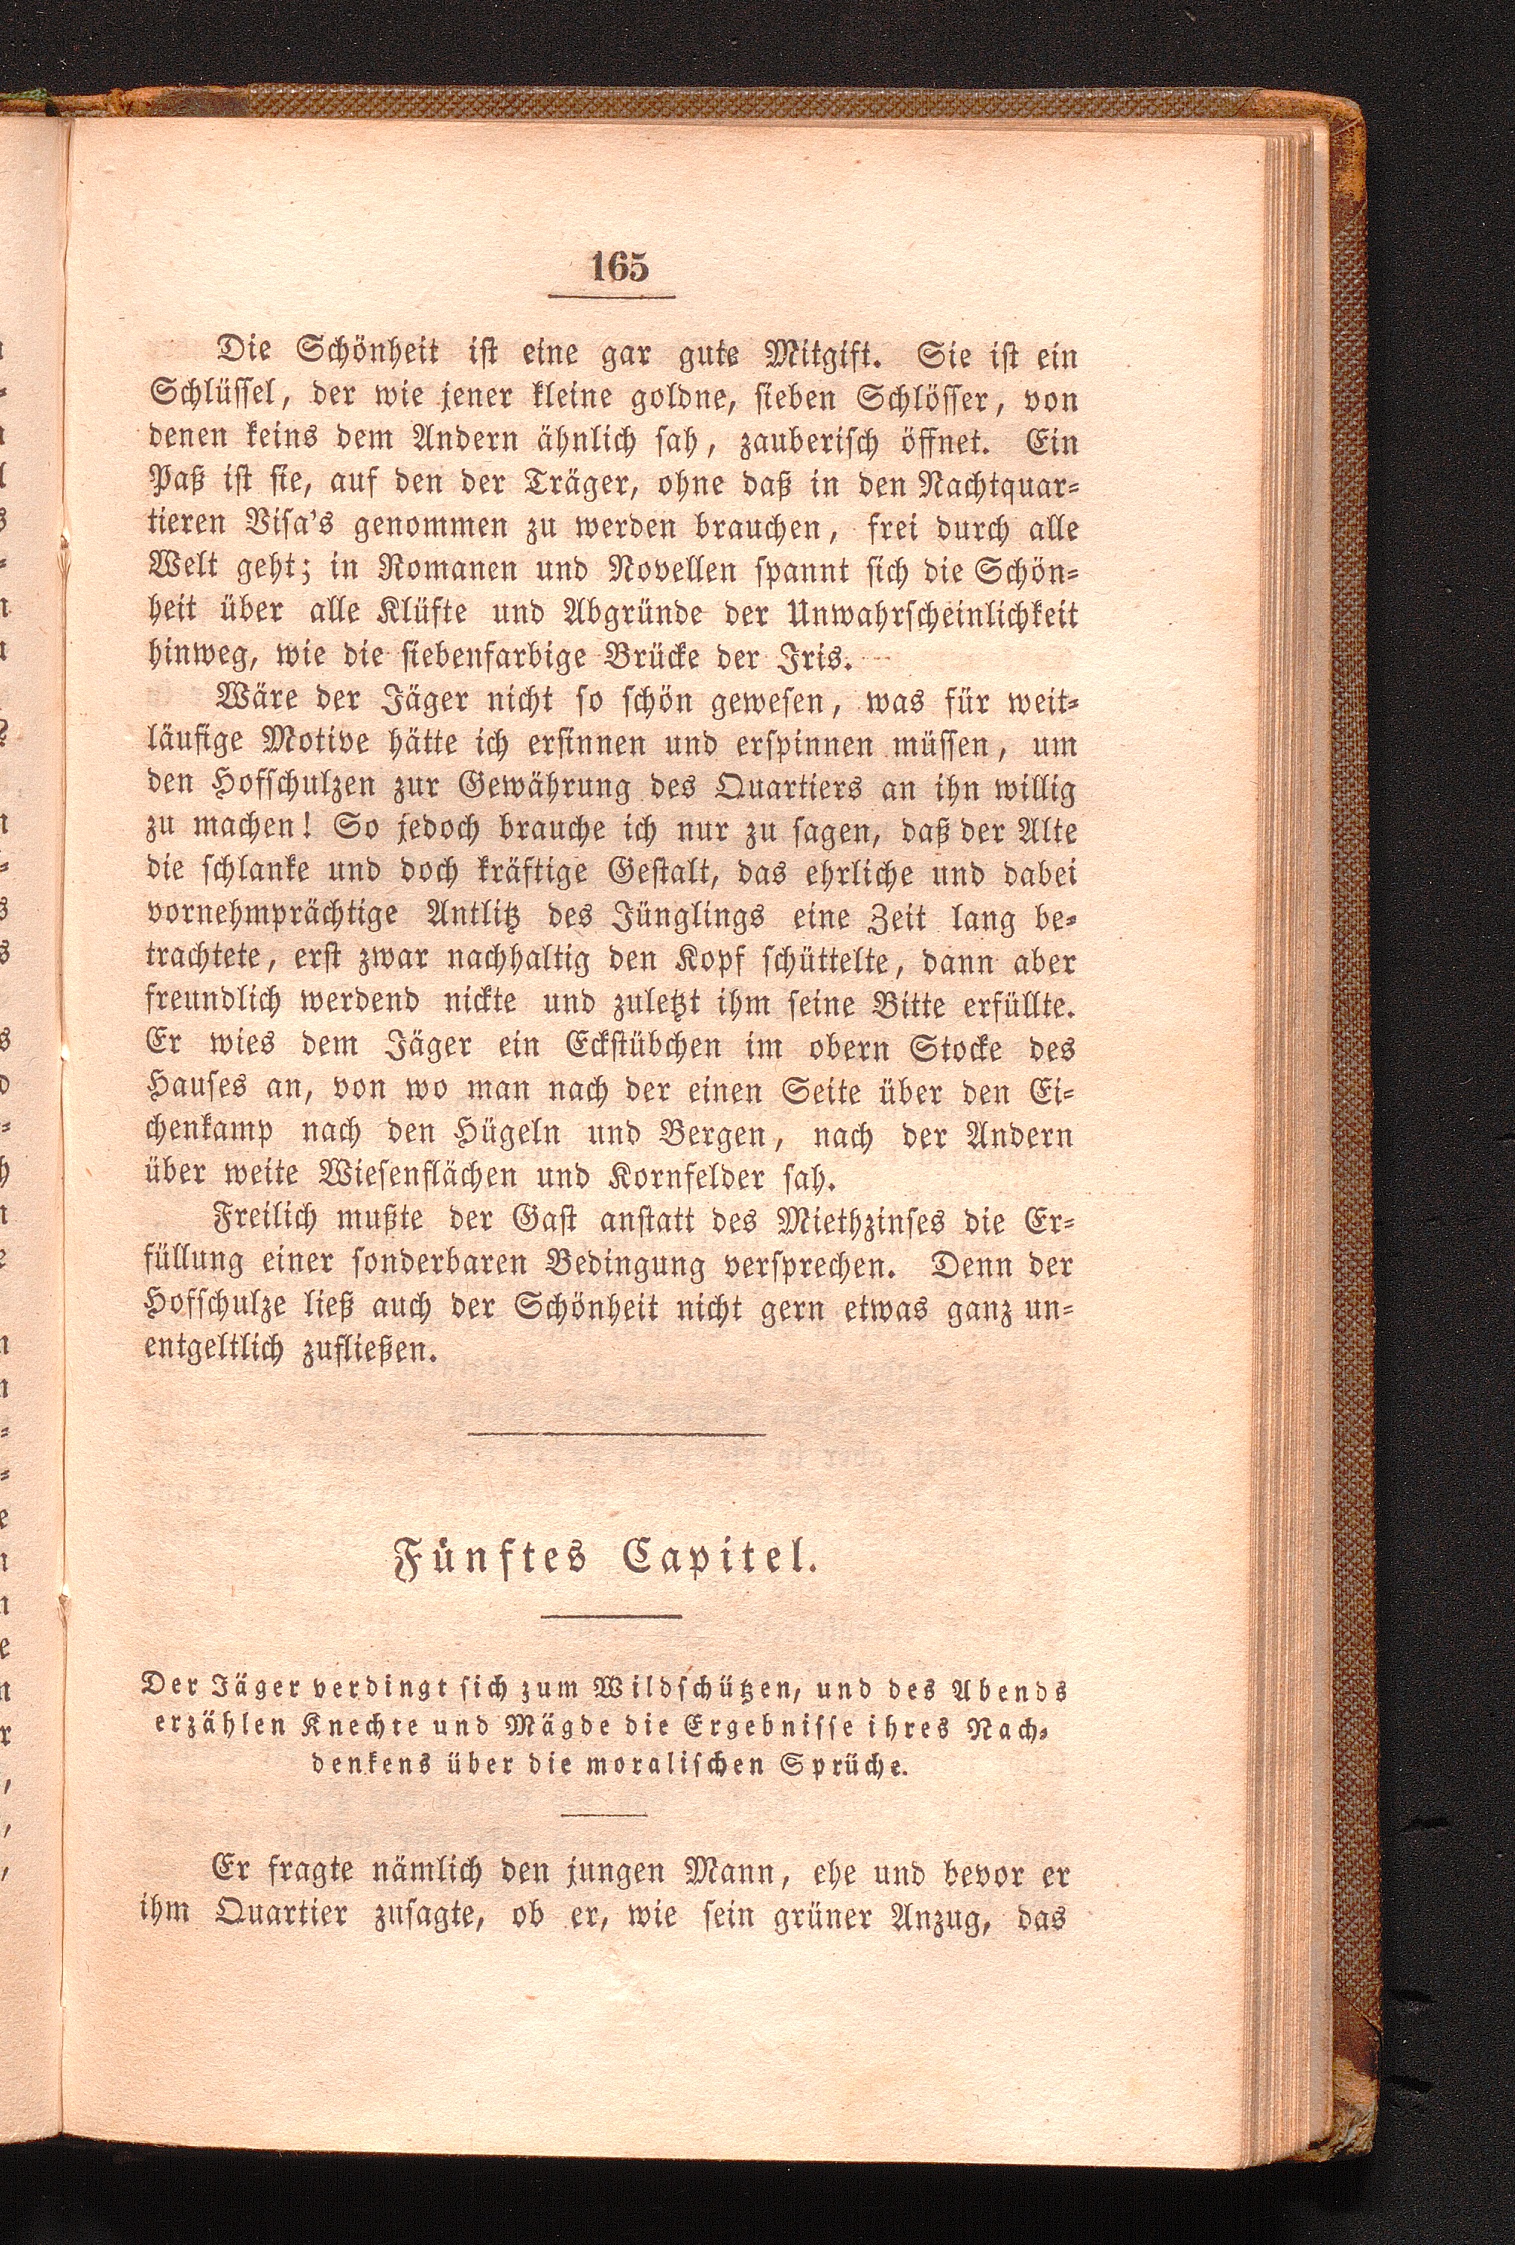 165
Die Schönheit ist eine gar gute Mitgift. Sie ist ein
Schlüssel, der wie jener kleine goldne, sieben Schlösser, von
denen keins dem Andern ähnlich sah, zauberisch öffnet. Ein
Paß ist sie, auf den der Träger, ohne daß in den Nachtquar-
tieren Visa's genommen zu werden brauchen, frei durch alle
Welt geht; in Romanen und Novellen spannt sich die Schön-
heit über alle Klüfte und Abgründe der Unwahrscheinlichkeit
hinweg, wie die siebenfarbige Brücke der Iris.
Wäre der Jäger nicht so schön gewesen, was für weit-
läufige Motive hätte ich ersinnen und erspinnen müssen, um
den Hofschulzen zur Gewährung des Quartiers an ihn willig
zu machen! So jedoch brauche ich nur zu sagen, daß der Alte
die schlanke und doch kräftige Gestalt, das ehrliche und dabei
vornehmprächtige Antlitz des Jünglings eine Zeit lang be-
trachtete, erst zwar nachhaltig den Kopf schüttelte, dann aber
freundlich werdend nickte und zuletzt ihm seine Bitte erfüllte.
Er wies dem Jäger ein Eckstübchen im obern Stocke des
Hauses an, von wo man nach der einen Seite über den Ei-
chenkamp nach den Hügeln und Bergen, nach der Andern
über weite Wiesenflächen und Kornfelder sah.
Freilich mußte der Gast anstatt des Miethzinses die Er-
füllung einer sonderbaren Bedingung versprechen. Denn der
Hofschulze ließ auch der Schönheit nicht gern etwas ganz un-
entgeltlich zufließen.
Fünftes Capitel.
Der Jäger verdingt sich zum Wildschützen, und des Abends
erzählen Knechte und Mägde die Ergebnisse ihres Nach-
denkens über die moralischen Sprüche.
Er fragte nämlich den jungen Mann, ehe und bevor er
ihm Quartier zusagte, ob er, wie sein grüner Anzug, das